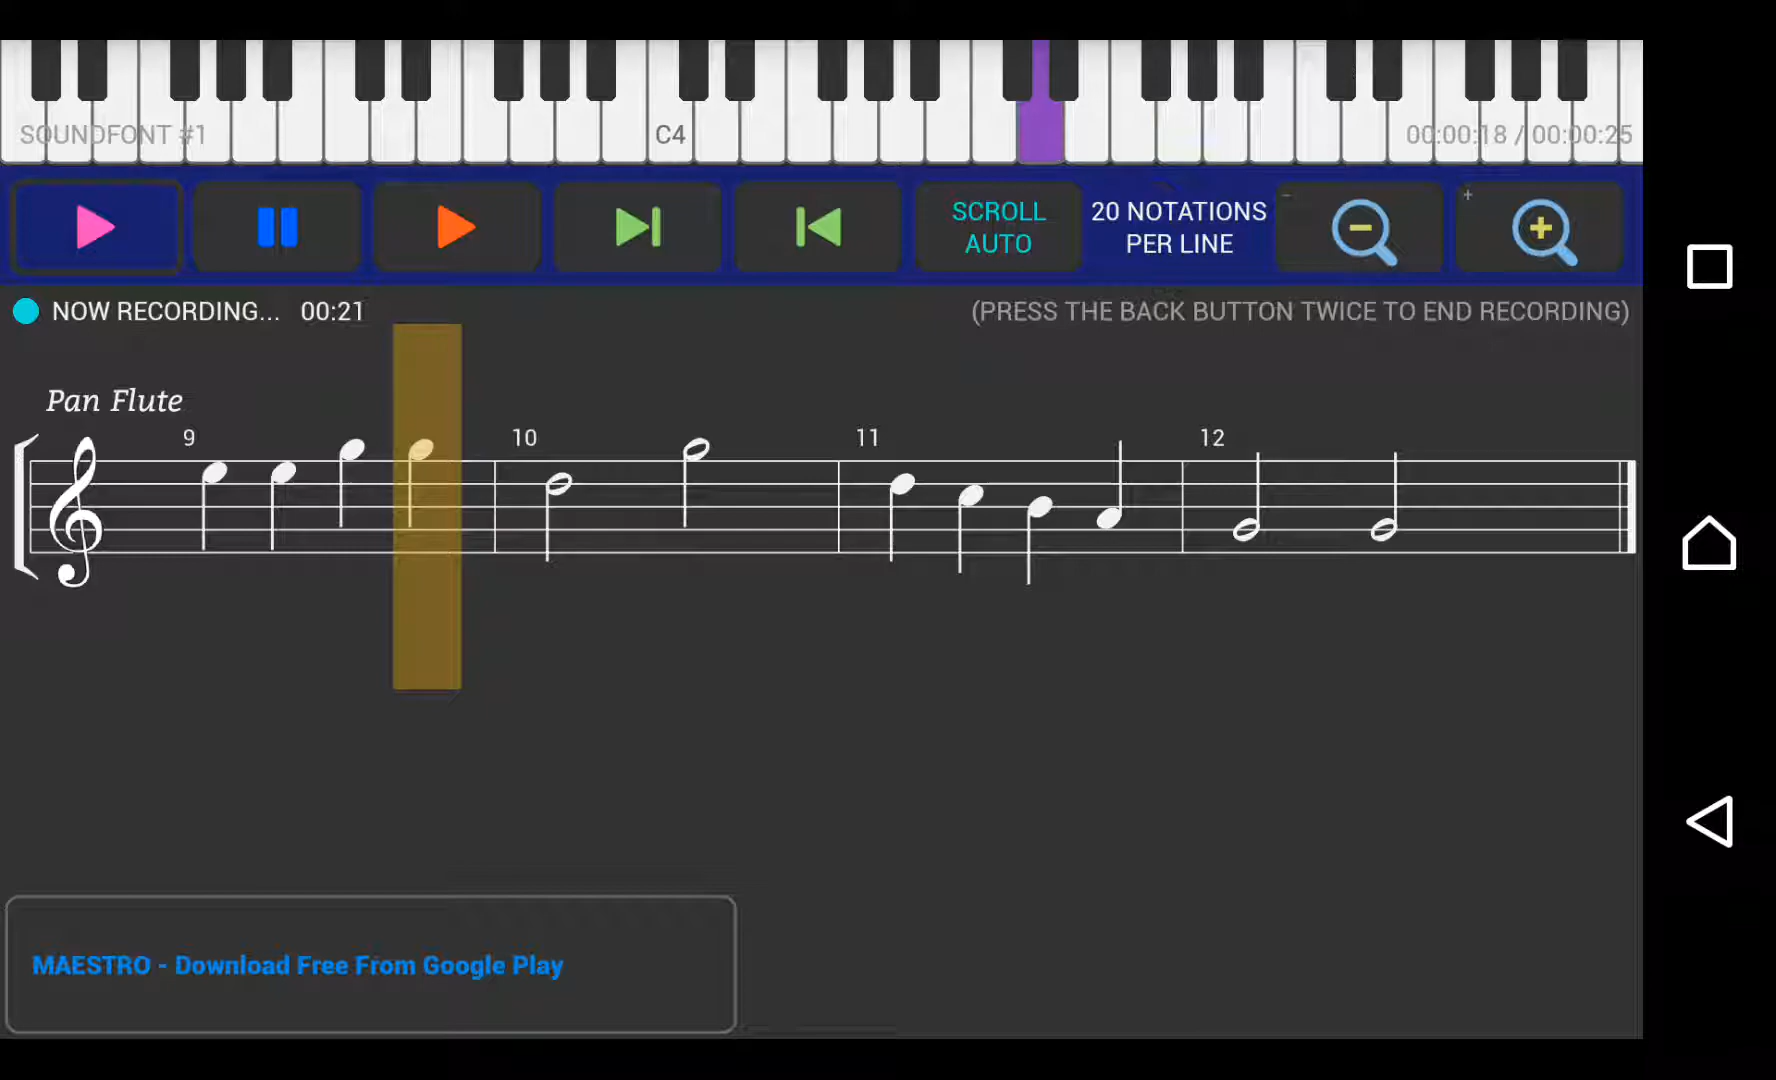 SOUNDFONT #1
C4
00:00:18 / 00:00:25
SCROLL
AUTO
20 NOTATIONS
PER LINE
-
+
NOW RECORDING... 00:21
(PRESS THE BACK BUTTON TWICE TO END RECORDING)
Pan Flute
9
10
11
12
MAESTRO - Download Free From Google Play